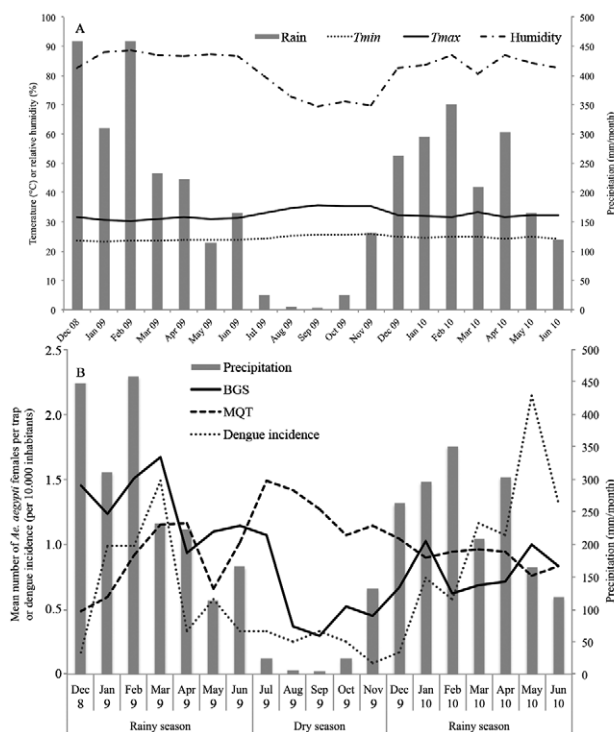 A
Rain Tmin Tmax Humidity
Temerature (°C) or relative humidity (%)
100
90
80
70
60
50
40
30
20
10
0
500
450
400
350
300
250
200
150
100
50
0
Precipitation (mm/month)
Dec 08 Jan 09 Feb 09 Mar 09 Apr 09 May 09 Jun 09 Jul 09 Aug 09 Sep 09 Oct 09 Nov 09 Dec 09 Jan 10 Feb 10 Mar 10 Apr 10 May 10 Jun 10
B
Precipitation
BGS
MQT
Dengue incidence
Mean number of Ae. aegypti females per trap
or dengue incidence (per 10.000 inhabitants)
2.5
2.0
1.5
1.0
0.5
0
500
450
400
350
300
250
200
150
100
50
0
Precipitation (mm/month)
Dec Jan Feb Mar Apr May Jun Jul Aug Sep Oct Nov Dec Jan Feb Mar Apr May Jun
8 9 9 9 9 9 9 9 9 9 9 9 9 10 10 10 10 10 10
Rainy season Dry season Rainy season